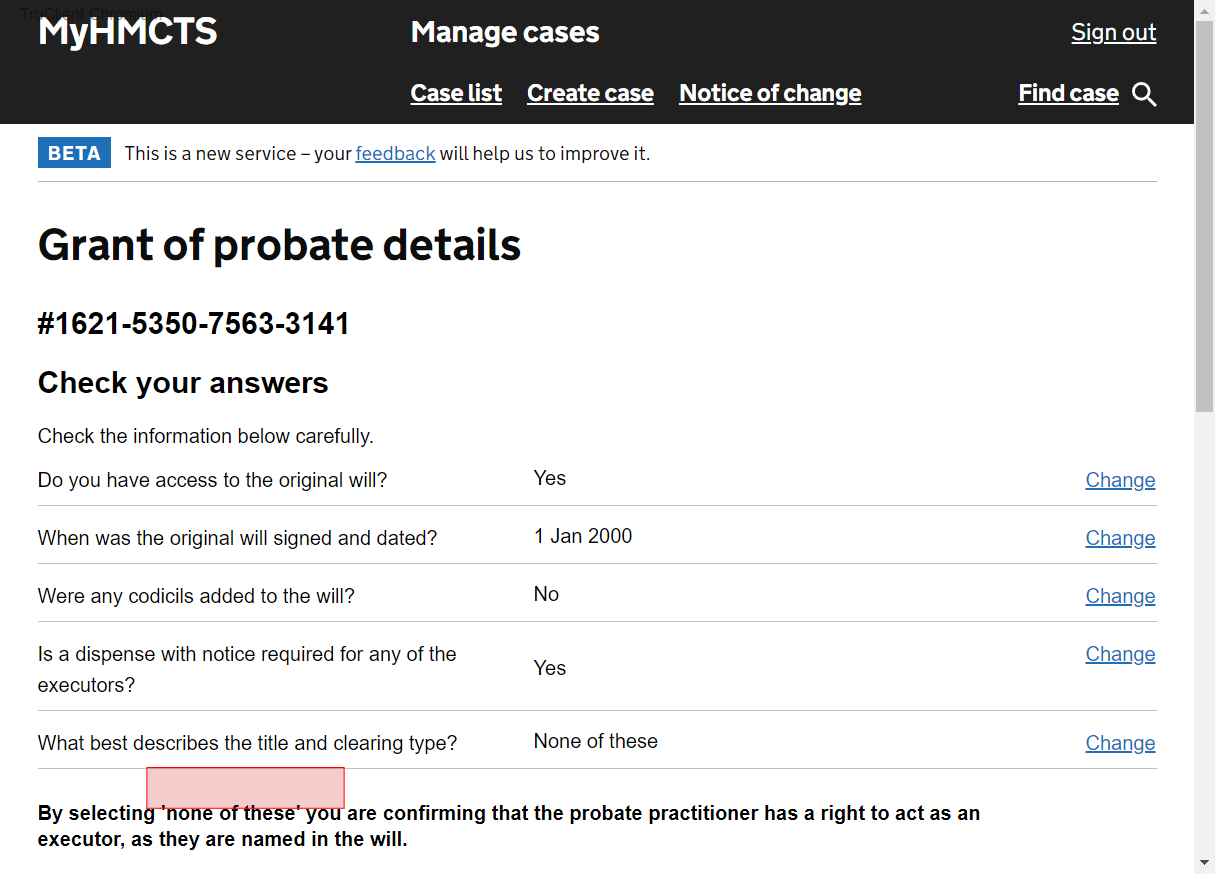 TruClient Chromium
MyHMCTS
Manage cases
Sign out
Case list
Create case
Notice of change
Find case
BETA
This is a new service – your feedback will help us to improve it.
Grant of probate details
#1621-5350-7563-3141
Check your answers
Check the information below carefully.
Do you have access to the original will? Yes Change
When was the original will signed and dated? 1 Jan 2000 Change
Were any codicils added to the will? No Change
Is a dispense with notice required for any of the
executors? Yes Change
What best describes the title and clearing type? None of these Change
By selecting 'none of these' you are confirming that the probate practitioner has a right to act as an
executor, as they are named in the will.